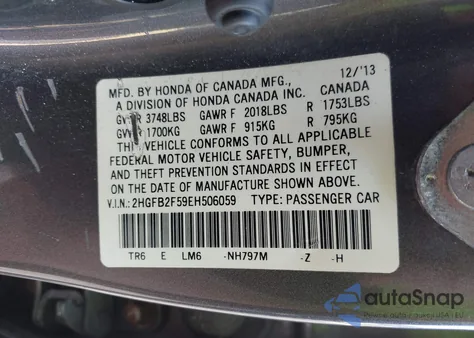 MFD. BY HONDA OF CANADA MFG., 12/'13
A DIVISION OF HONDA CANADA INC. CANADA
GVWR 3748LBS GAWR F 2018LBS R 1753LBS
GVWR 1700KG GAWR F 915KG R 795KG
THIS VEHICLE CONFORMS TO ALL APPLICABLE
FEDERAL MOTOR VEHICLE SAFETY, BUMPER,
AND THEFT PREVENTION STANDARDS IN EFFECT
ON THE DATE OF MANUFACTURE SHOWN ABOVE.
V.I.N.: 2HGFB2F59EH506059 TYPE: PASSENGER CAR
TR6 E LM6 -NH797M -Z -H
autoSnap